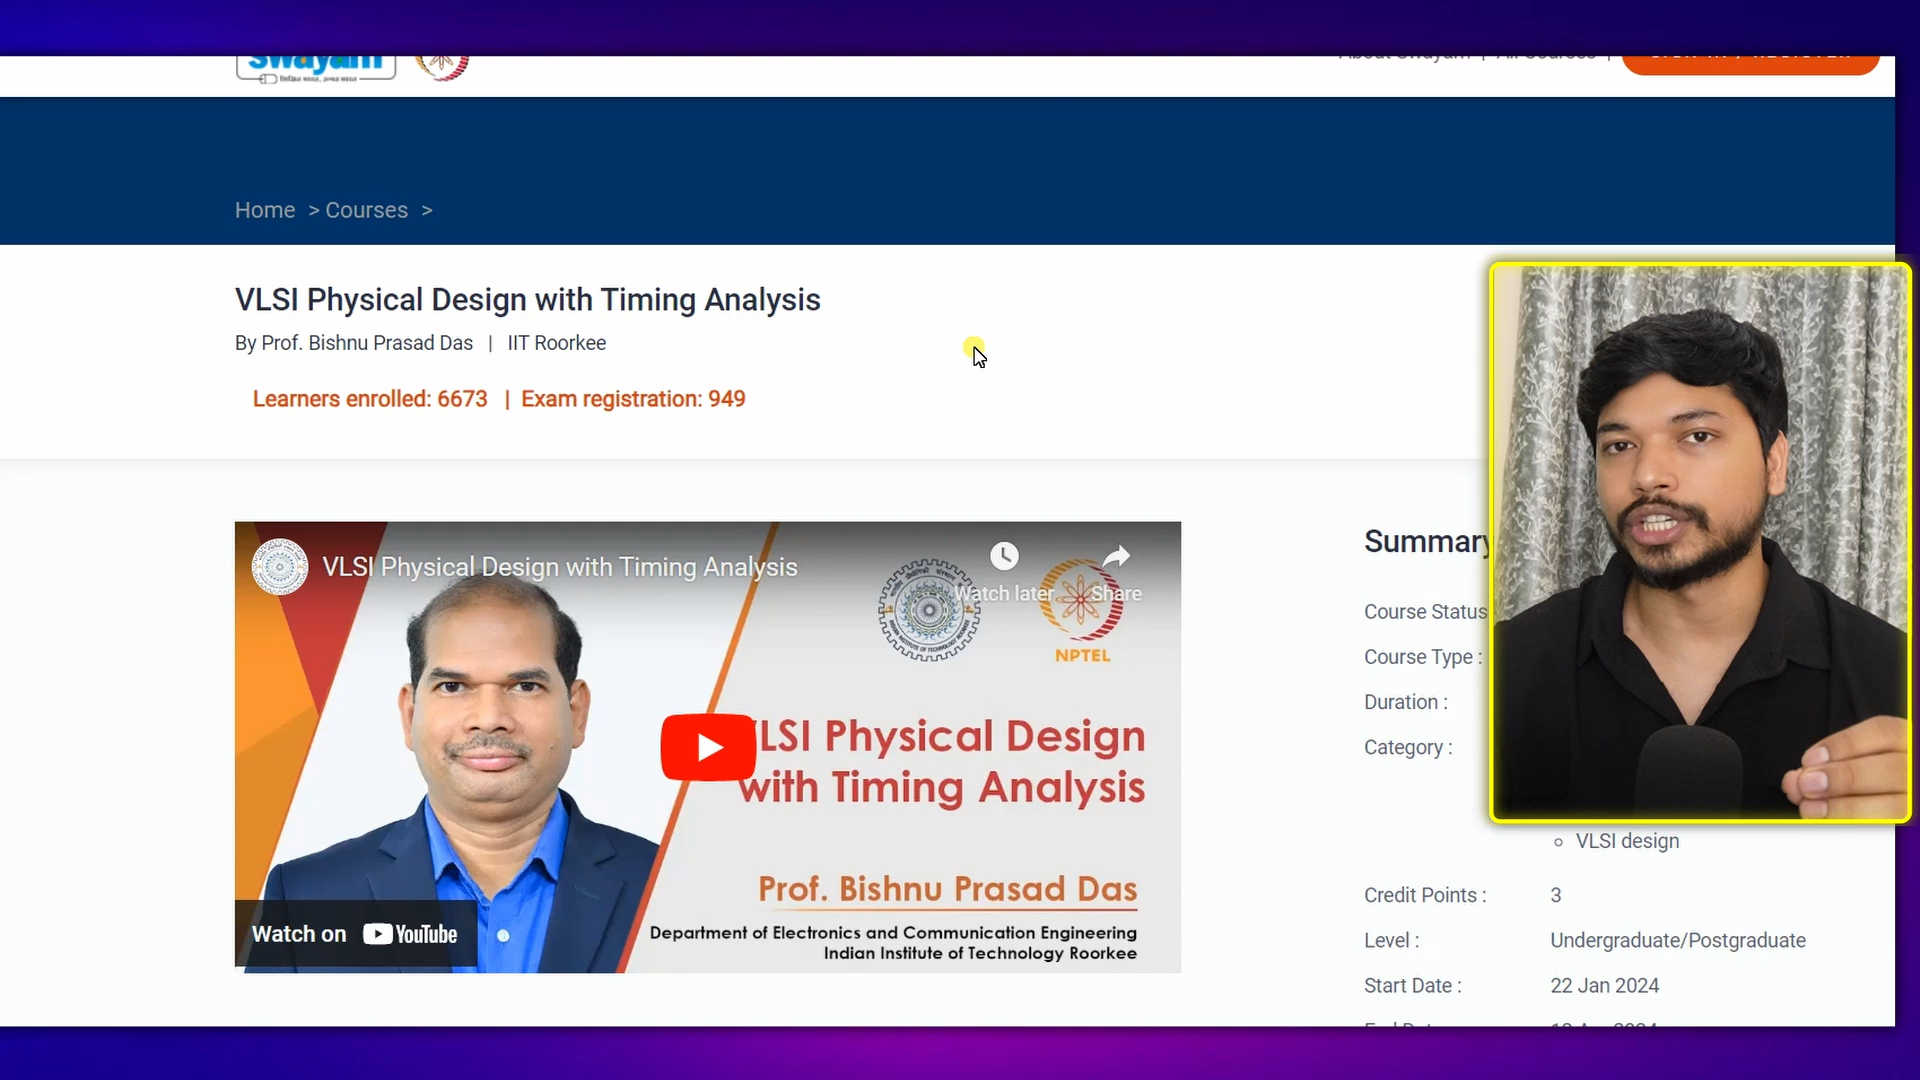 swayam
Home > Courses >
VLSI Physical Design with Timing Analysis
By Prof. Bishnu Prasad Das | IIT Roorkee
Learners enrolled: 6673 | Exam registration: 949
VLSI Physical Design with Timing Analysis
Watch later
Share
NPTEL
VLSI Physical Design
with Timing Analysis
Prof. Bishnu Prasad Das
Department of Electronics and Communication Engineering
Indian Institute of Technology Roorkee
Watch on YouTube
Summary
Course Status
Course Type :
Duration :
Category :
VLSI design
Credit Points : 3
Level : Undergraduate/Postgraduate
Start Date : 22 Jan 2024